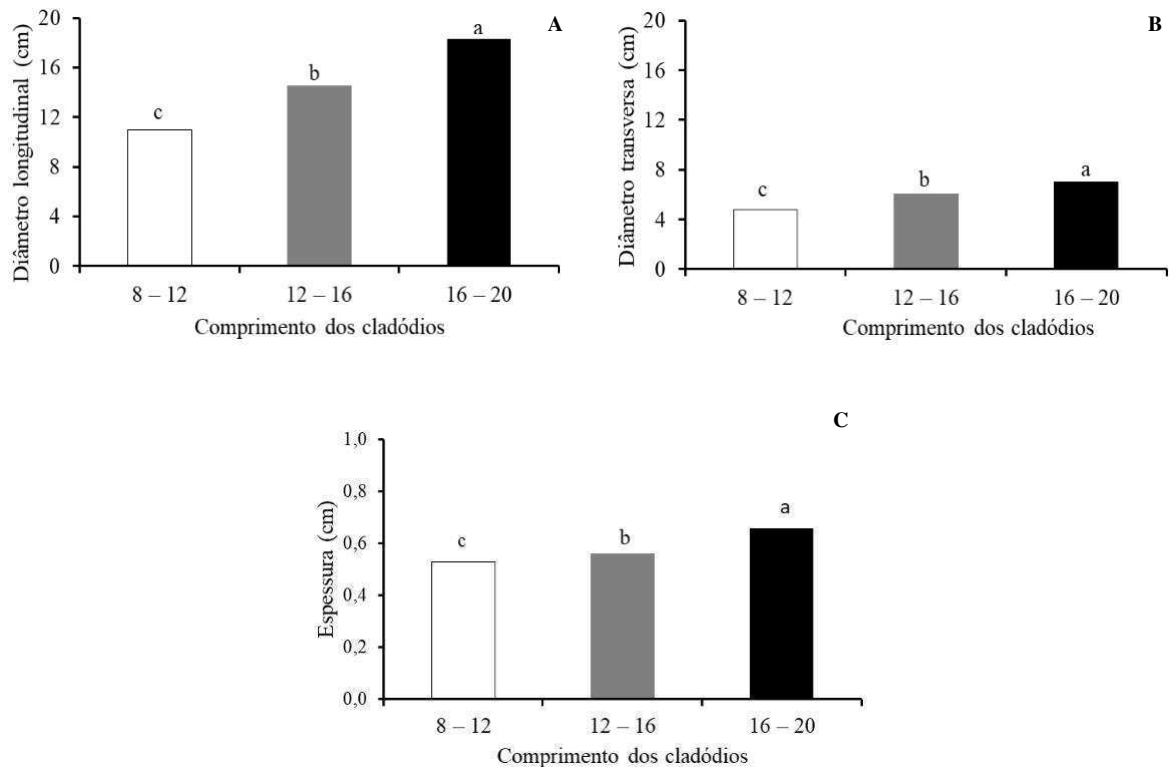 A
Diâmetro longitudinal (cm)
20
16
12
8
4
0
c
b
a
8 – 12
12 – 16
16 – 20
Comprimento dos cladódios
B
Diâmetro transversa (cm)
20
16
12
8
4
0
c
b
a
8 – 12
12 – 16
16 – 20
Comprimento dos cladódios
C
Espessura (cm)
1,0
0,8
0,6
0,4
0,2
0,0
c
b
a
8 – 12
12 – 16
16 – 20
Comprimento dos cladódios